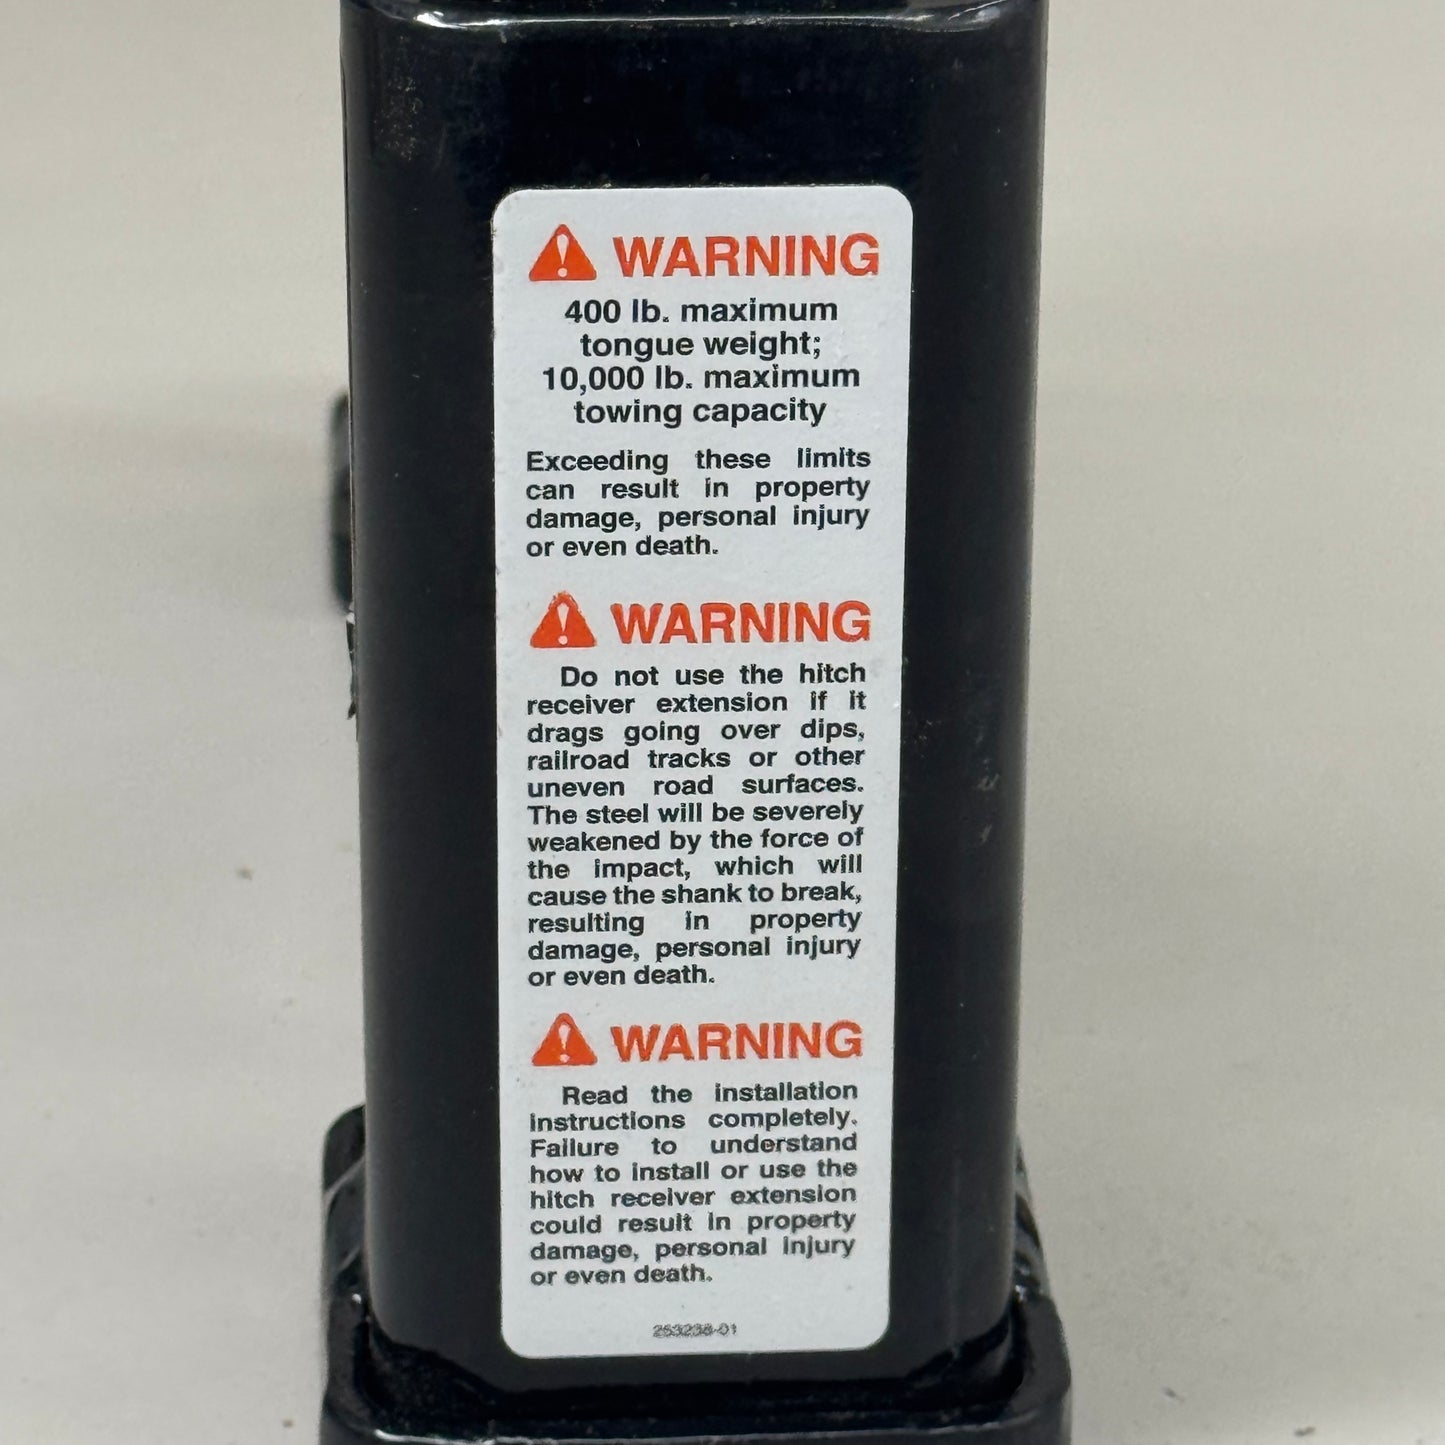 WARNING
400 lb. maximum
tongue weight;
10,000 lb. maximum
towing capacity
Exceeding these limits
can result in property
damage, personal injury
or even death.
WARNING
Do not use the hitch
receiver extension if it
drags going over dips,
railroad tracks or other
uneven road surfaces.
The steel will be severely
weakened by the force of
the impact, which will
cause the shank to break,
resulting in property
damage, personal injury
or even death.
WARNING
Read the installation
instructions completely.
Failure to understand
how to install or use the
hitch receiver extension
could result in property
damage, personal injury
or even death.